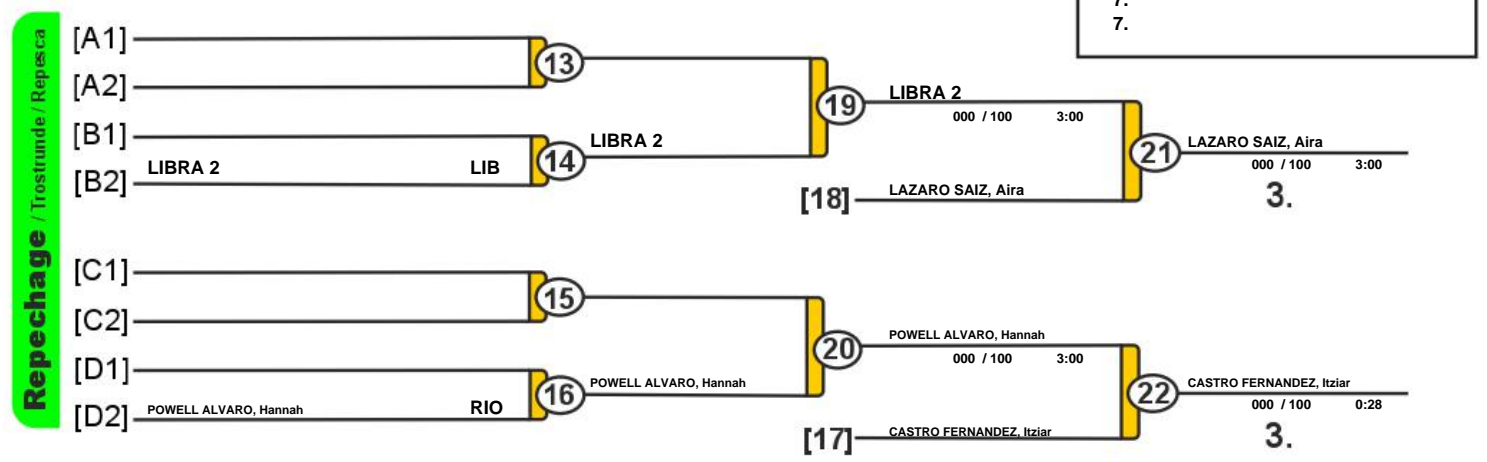 7.
7.
Repechage / Trostrunde / Repesca
[A1]
13
[A2]
19
LIBRA 2
000 / 100 3:00
[B1]
21
LAZARO SAIZ, Aira
000 / 100 3:00
3.
LIBRA 2 LIB
14
LIBRA 2
[B2]
[18]
LAZARO SAIZ, Aira
[C1]
15
[C2]
20
POWELL ALVARO, Hannah
000 / 100 3:00
[D1]
16
POWELL ALVARO, Hannah
22
CASTRO FERNANDEZ, Itziar
000 / 100 0:28
3.
[D2]
POWELL ALVARO, Hannah RIO
[17]
CASTRO FERNANDEZ, Itziar